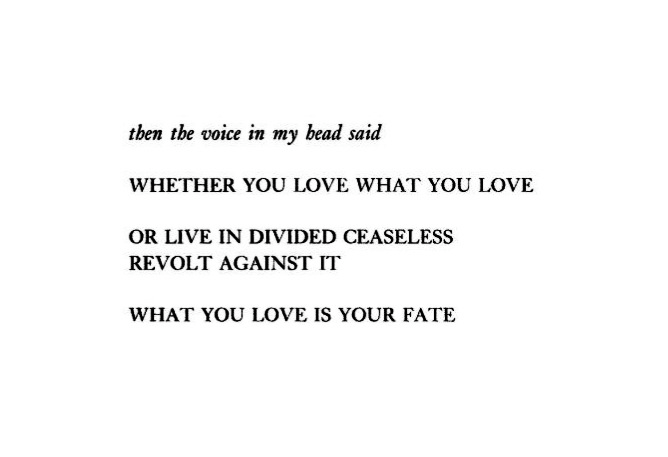 then the voice in my head said
WHETHER YOU LOVE WHAT YOU LOVE
OR LIVE IN DIVIDED CEASELESS
REVOLT AGAINST IT
WHAT YOU LOVE IS YOUR FATE